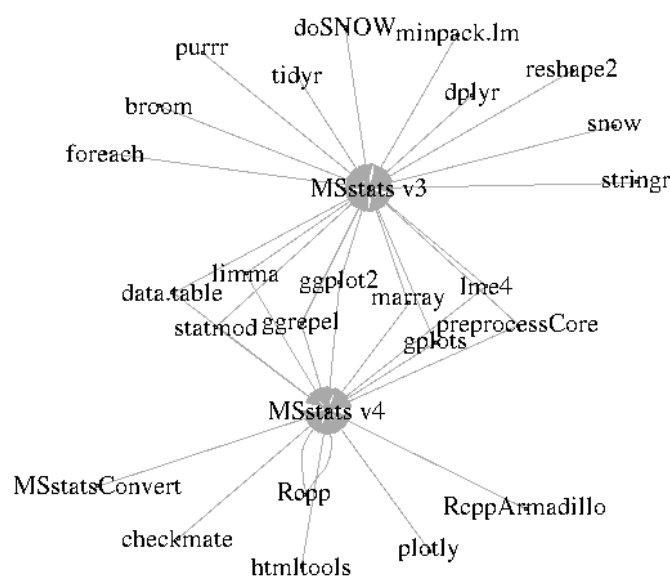 doSNOW
minpack.lm
purrr
tidyr
reshape2
dplyr
broom
snow
foreach
stringr
MSstats v3
limma
ggplot2
lme4
data.table
marray
statmod
ggrepel
preprocessCore
gplots
MSstats v4
MSstatsConvert
Rcpp
RcppArmadillo
checkmate
plotly
htmltools